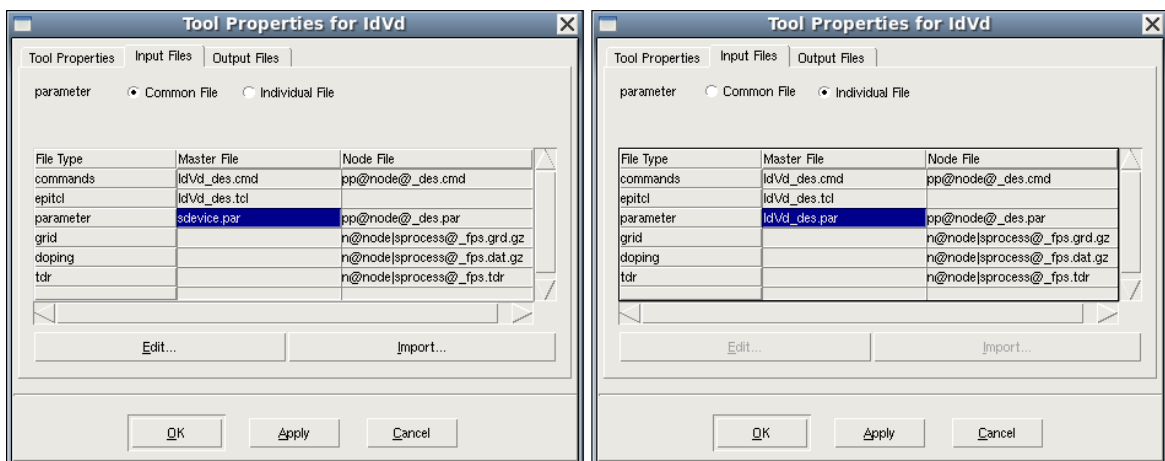 Tool Properties for IdVd
Tool Properties Input Files Output Files
parameter Common File Individual File
File Type Master File Node File
commands IdVd_des.cmd pp@node@_des.cmd
epitcl IdVd_des.tcl
parameter sdevice.par pp@node@_des.par
grid n@node|sprocess@_fps.grd.gz
doping n@node|sprocess@_fps.dat.gz
tdr n@node|sprocess@_fps.tdr
Edit... Import...
OK Apply Cancel
Tool Properties for IdVd
Tool Properties Input Files Output Files
parameter Common File Individual File
File Type Master File Node File
commands IdVd_des.cmd pp@node@_des.cmd
epitcl IdVd_des.tcl
parameter IdVd_des.par pp@node@_des.par
grid n@node|sprocess@_fps.grd.gz
doping n@node|sprocess@_fps.dat.gz
tdr n@node|sprocess@_fps.tdr
Edit... Import...
OK Apply Cancel